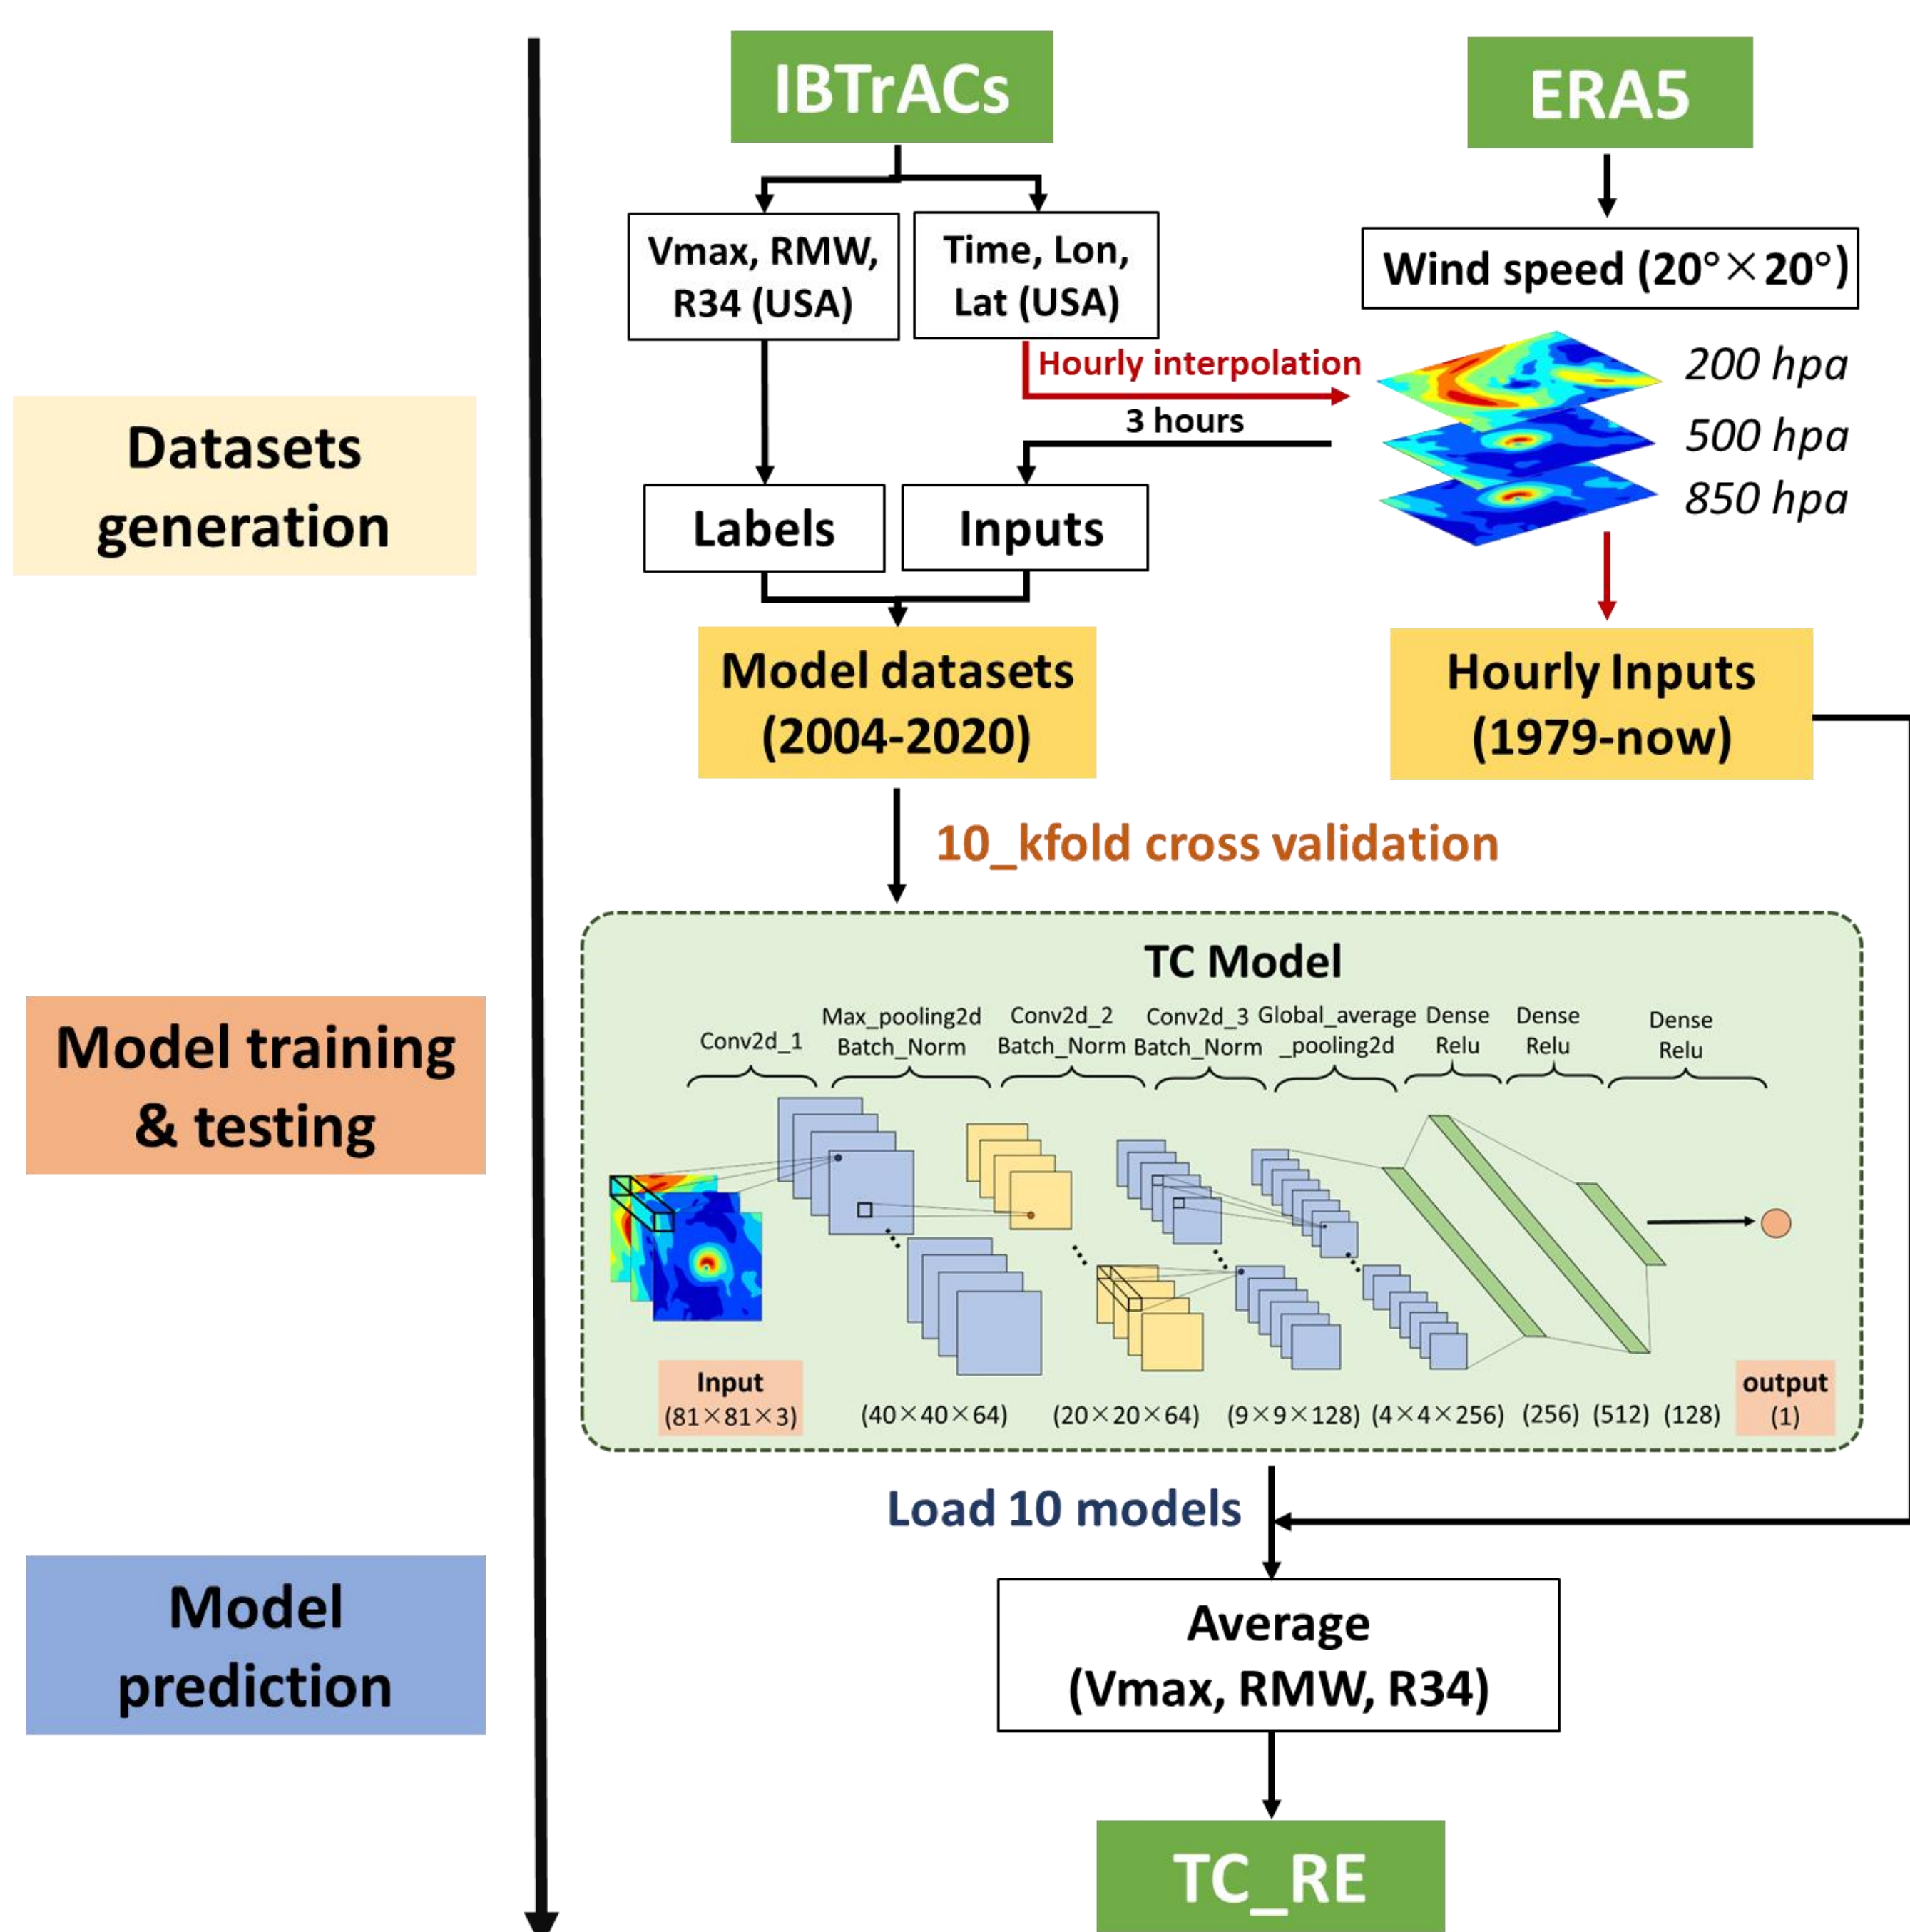 IBTrACs
ERA5
Vmax, RMW,
R34 (USA)
Time, Lon,
Lat (USA)
Wind speed (20°×20°)
Hourly interpolation
3 hours
200 hpa
500 hpa
850 hpa
Datasets
generation
Labels
Inputs
Model datasets
(2004-2020)
Hourly Inputs
(1979-now)
10_kfold cross validation
TC Model
Conv2d_1
Max_pooling2d
Batch_Norm
Conv2d_2
Batch_Norm
Conv2d_3
Batch_Norm
Global_average
_pooling2d
Dense
Relu
Dense
Relu
Dense
Relu
Model training
& testing
Input
(81×81×3)
(40×40×64)
(20×20×64)
(9×9×128)
(4×4×256)
(256)
(512)
(128)
output
(1)
Load 10 models
Model
prediction
Average
(Vmax, RMW, R34)
TC_RE